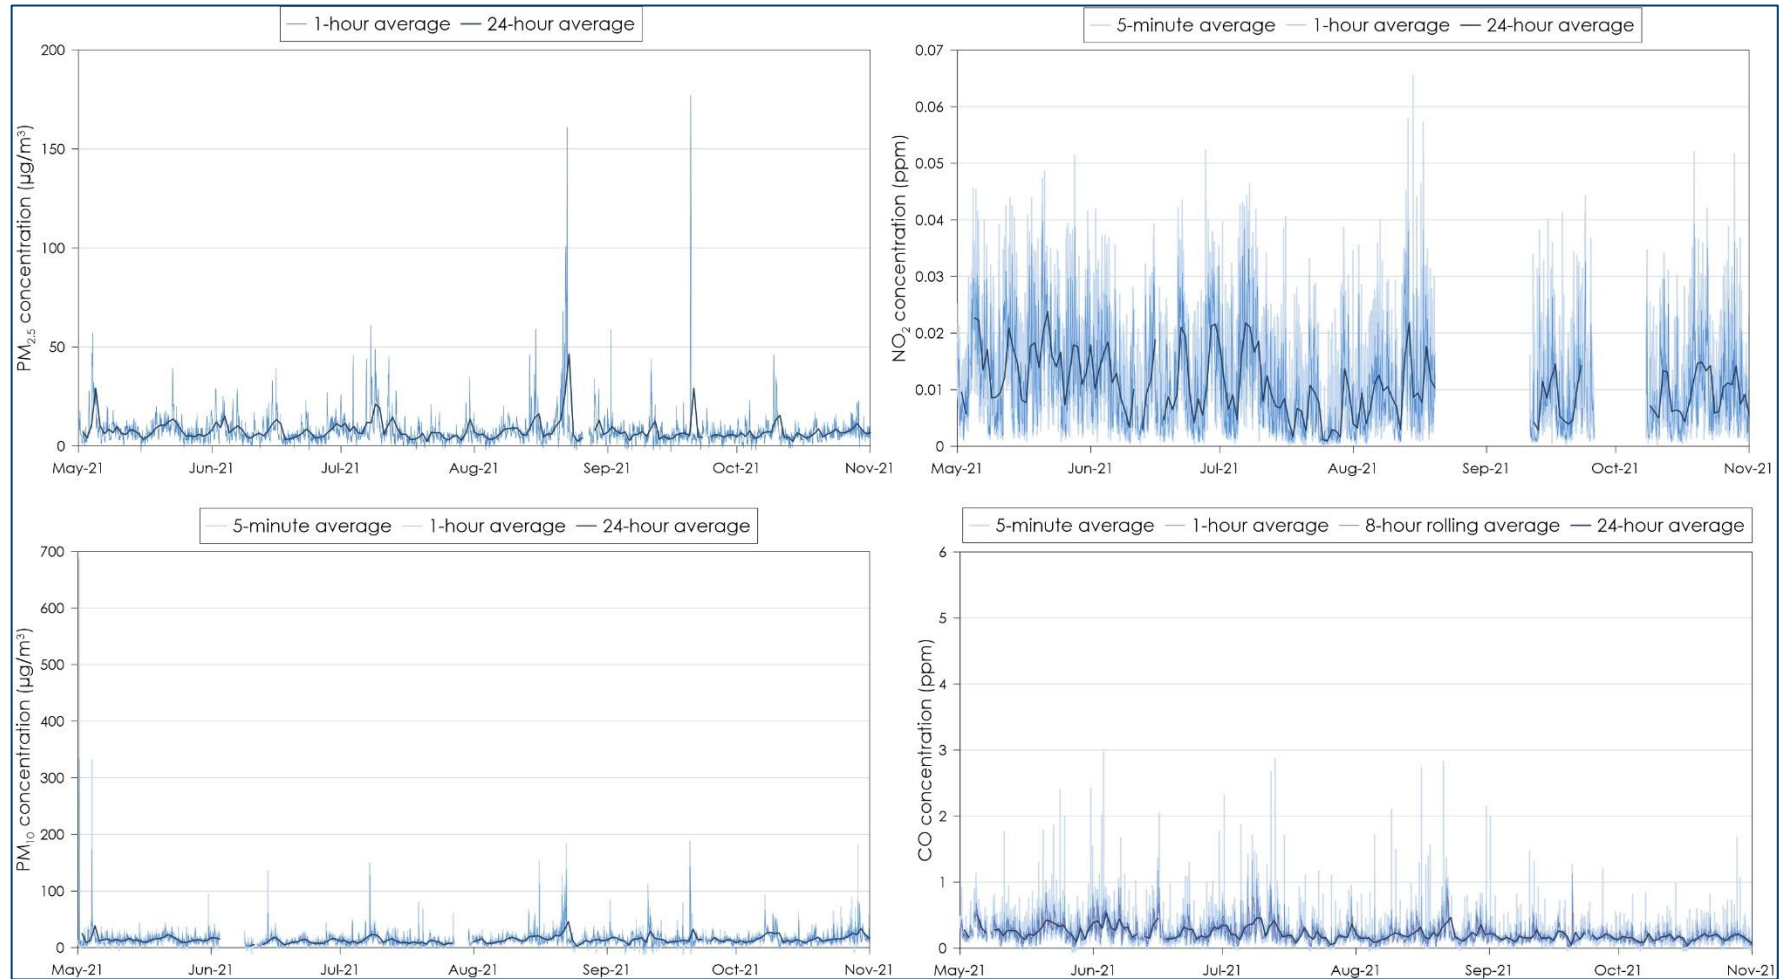 1-hour average 24-hour average
PM2.5 concentration (µg/m³)
200
150
100
50
0
May-21 Jun-21 Jul-21 Aug-21 Sep-21 Oct-21 Nov-21
5-minute average 1-hour average 24-hour average
NO2 concentration (ppm)
0.07
0.06
0.05
0.04
0.03
0.02
0.01
0
May-21 Jun-21 Jul-21 Aug-21 Sep-21 Oct-21 Nov-21
5-minute average 1-hour average 24-hour average
PM10 concentration (µg/m³)
700
600
500
400
300
200
100
0
May-21 Jun-21 Jul-21 Aug-21 Sep-21 Oct-21 Nov-21
5-minute average 1-hour average 8-hour rolling average 24-hour average
CO concentration (ppm)
6
5
4
3
2
1
0
May-21 Jun-21 Jul-21 Aug-21 Sep-21 Oct-21 Nov-21